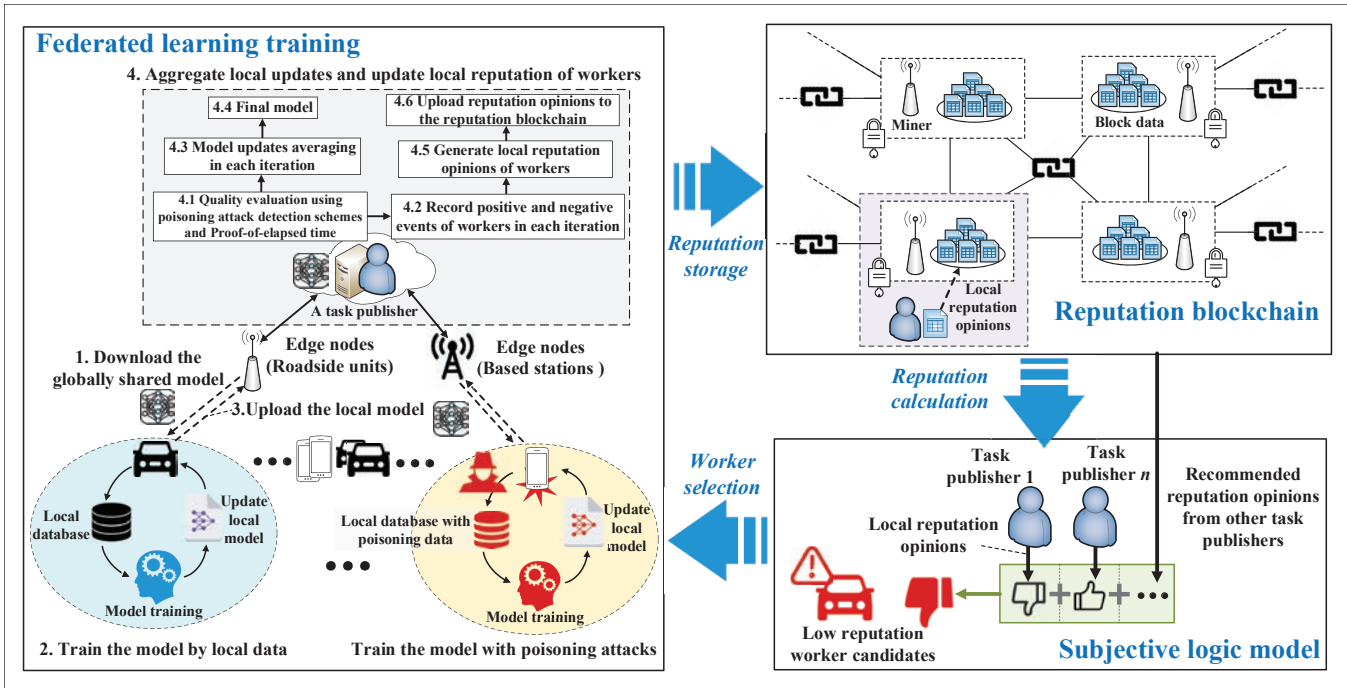 Federated learning training
4. Aggregate local updates and update local reputation of workers
4.4 Final model
4.6 Upload reputation opinions to
the reputation blockchain
4.3 Model updates averaging
in each iteration
4.5 Generate local reputation
opinions of workers
4.1 Quality evaluation using
poisoning attack detection schemes
and Proof-of-elapsed time
4.2 Record positive and negative
events of workers in each iteration
A task publisher
1. Download the
globally shared model
Edge nodes
(Roadside units)
Edge nodes
(Based stations )
3.Upload the local model
Local
database
Update
local
model
Model training
Local database with
poisoning data
Update
local
model
Model training
2. Train the model by local data
Train the model with poisoning attacks
Reputation
storage
Miner
Block data
Local
reputation
opinions
Reputation blockchain
Reputation
calculation
Worker
selection
Task
publisher 1
Task
publisher n
Recommended
reputation opinions
from other task
publishers
Local reputation
opinions
Low reputation
worker candidates
Subjective logic model